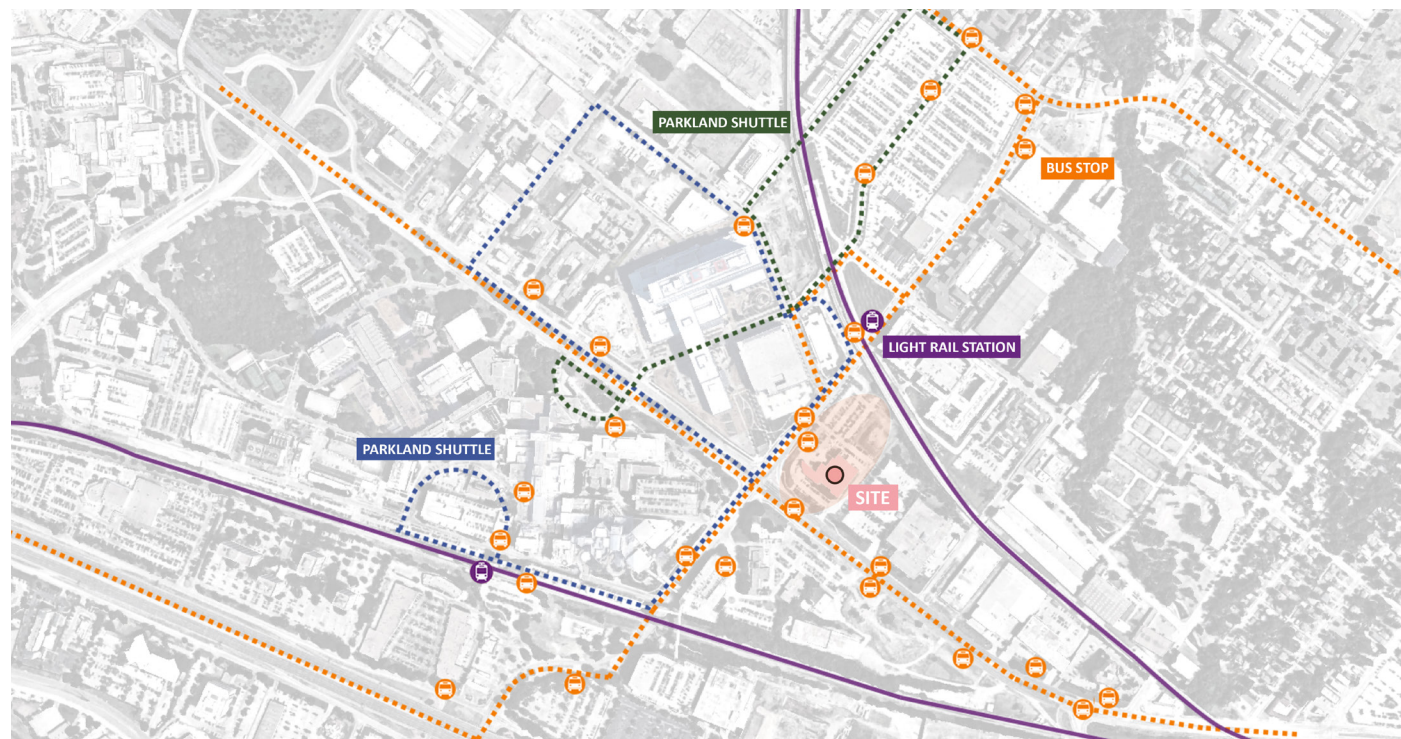 PARKLAND SHUTTLE
BUS STOP
LIGHT RAIL STATION
PARKLAND SHUTTLE
SITE